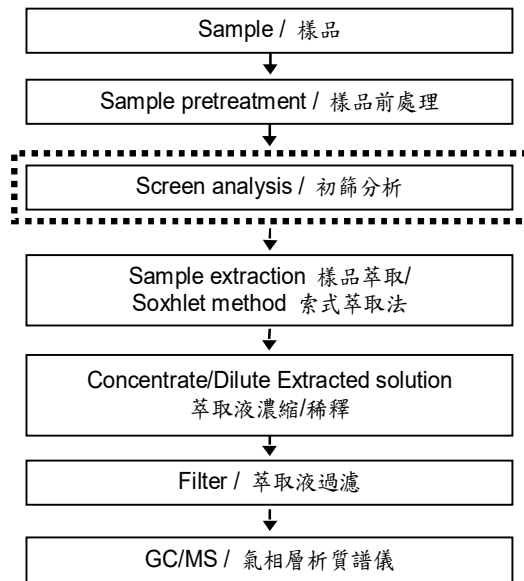 Sample / 樣品
Sample pretreatment / 樣品前處理
Screen analysis / 初篩分析
Sample extraction 樣品萃取/
Soxhlet method 索式萃取法
Concentrate/Dilute Extracted solution
萃取液濃縮/稀釋
Filter / 萃取液過濾
GC/MS / 氣相層析質譜儀